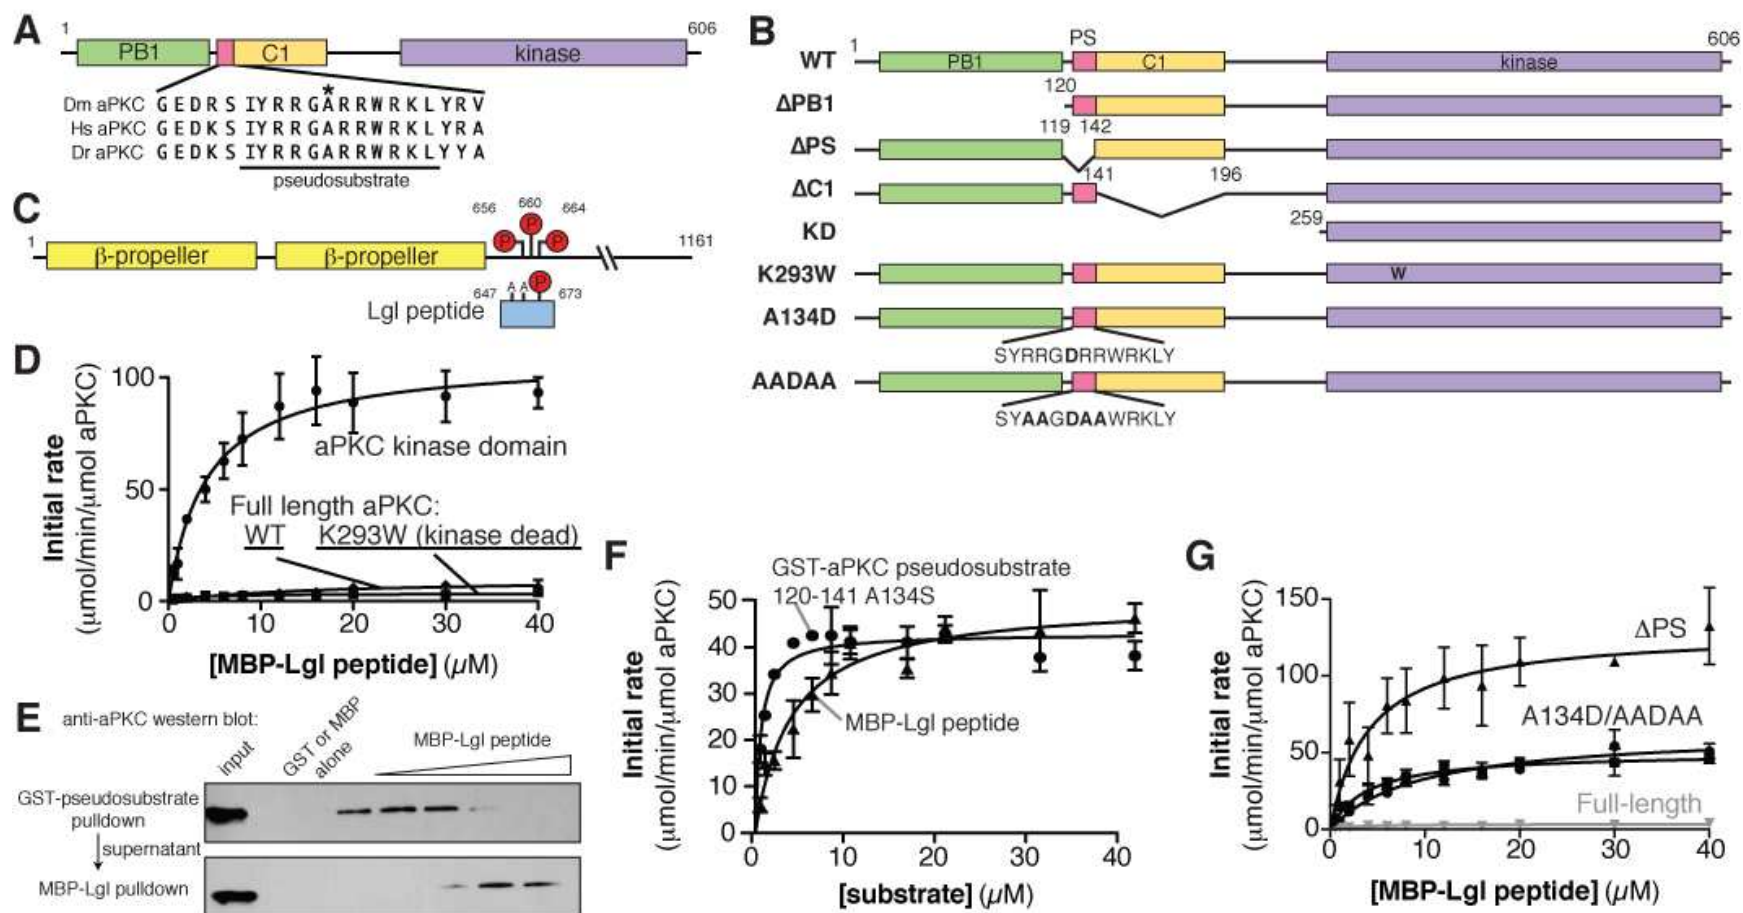 A
1
606
PB1
C1
kinase
*
Dm aPKC GEDRSIYRRGARRWRKLYRV
Hs aPKC GEDKSIYRRGARRWRKLYRA
Dr aPKC GEDKSIYRRGARRWRKLYYA
pseudosubstrate
B
PS
WT
1
PB1
C1
kinase
606
120
ΔPB1
119 142
ΔPS
141
196
ΔC1
259
KD
K293W
W
A134D
SYRRGDRRWRKLY
AADAA
SYAAGDAAWRKLY
C
656
660
664
P
P
P
1
1161
β-propeller
β-propeller
P
A A
647
673
Lgl peptide
D
Initial rate
(μmol/min/μmol aPKC)
100
50
0
aPKC kinase domain
Full length aPKC:
WT
K293W (kinase dead)
0 10 20 30 40
[MBP-Lgl peptide] (μM)
E
anti-aPKC western blot:
input
GST or MBP
alone
MBP-Lgl peptide
GST-pseudosubstrate
pulldown
supernatant
MBP-Lgl pulldown
F
Initial rate
(μmol/min/μmol aPKC)
50
40
30
20
10
0
GST-aPKC pseudosubstrate
120-141 A134S
MBP-Lgl peptide
0 10 20 30 40
[substrate] (μM)
G
Initial rate
(μmol/min/μmol aPKC)
150
100
50
0
ΔPS
A134D/AADAA
Full-length
0 10 20 30 40
[MBP-Lgl peptide] (μM)